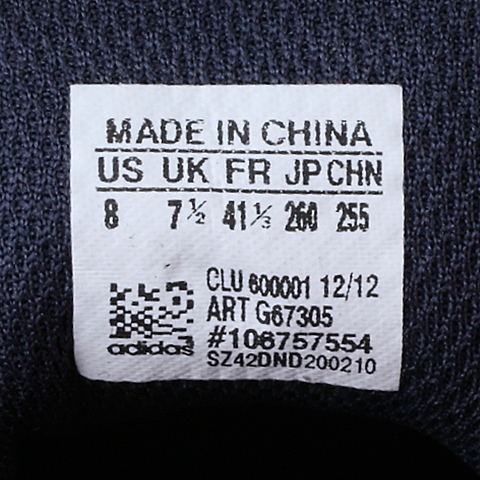 MADE IN CHINA
US UK FR JP CHN
8 7½ 41⅓ 260 255
CLU 600001 12/12
ART G67305
#106757554
adidas
SZ42DND200210